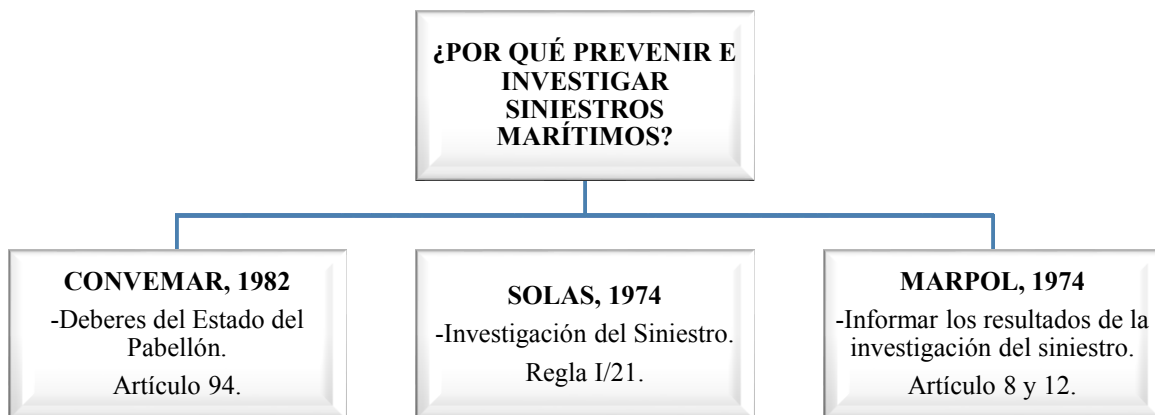 ¿POR QUÉ PREVENIR E
INVESTIGAR
SINIESTROS
MARÍTIMOS?
CONVEMAR, 1982
-Deberes del Estado del
Pabellón.
Artículo 94.
SOLAS, 1974
-Investigación del Siniestro.
Regla I/21.
MARPOL, 1974
-Informar los resultados de la
investigación del siniestro.
Artículo 8 y 12.